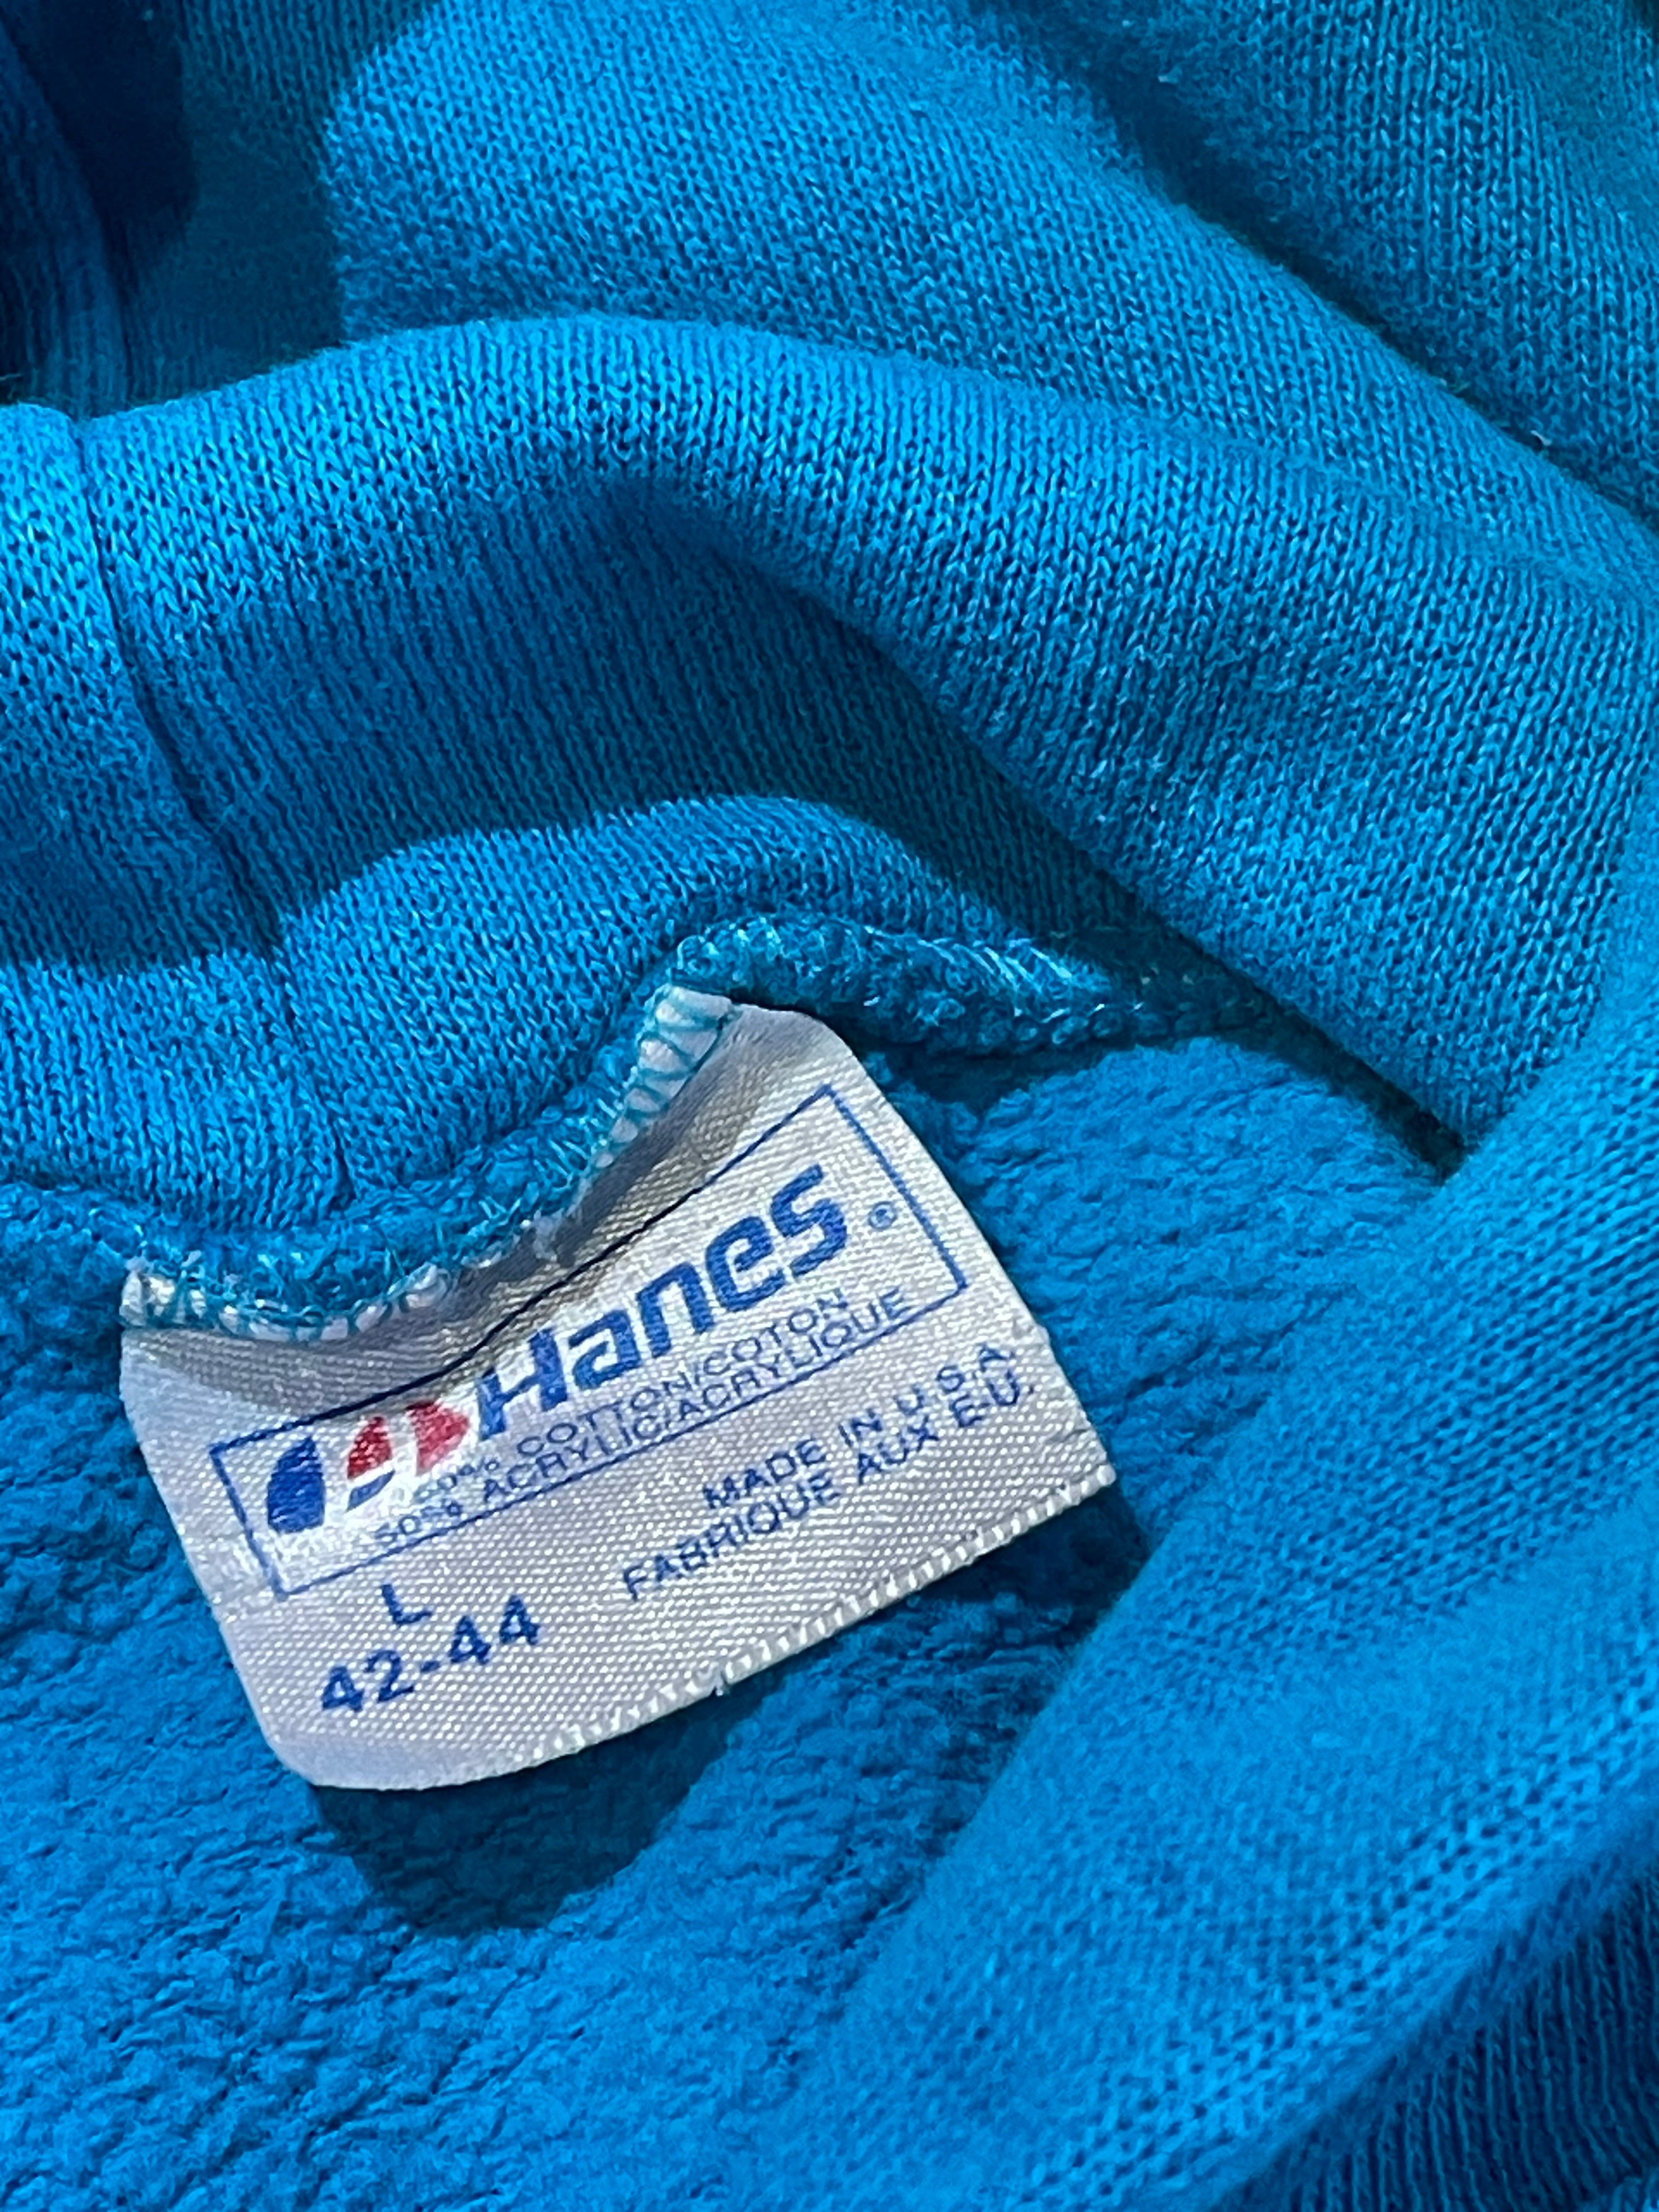 Hanes®
50% COTTON/COTON
50% ACRYLIC/ACRYLIQUE
L
42-44
MADE IN U.S.A.
FABRIQUE AUX E-U.